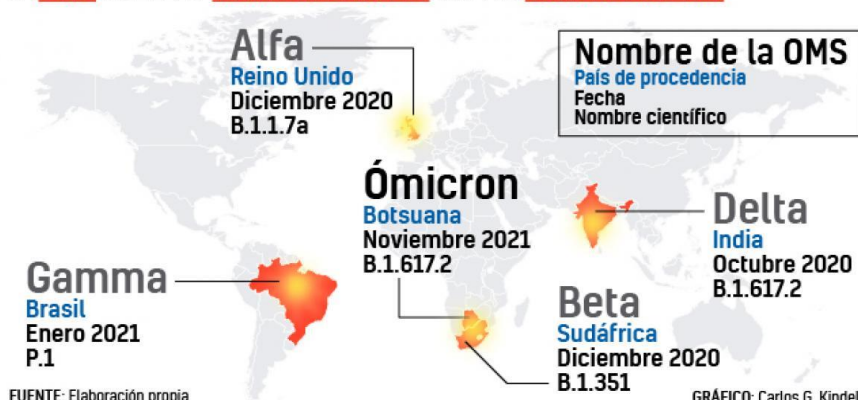 Alfa
Reino Unido
Diciembre 2020
B.1.1.7a
Nombre de la OMS
País de procedencia
Fecha
Nombre científico
Ómicron
Botsuana
Noviembre 2021
B.1.617.2
Delta
India
Octubre 2020
B.1.617.2
Gamma
Brasil
Enero 2021
P.1
Beta
Sudáfrica
Diciembre 2020
B.1.351
FUENTE: Elaboración propia
GRÁFICO: Carlos G. Kindel